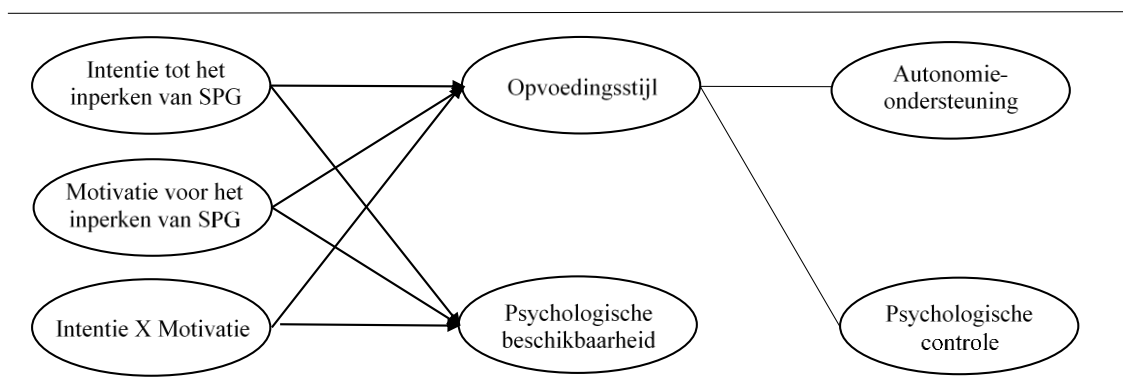 Intentie tot het
inperken van SPG
Opvoedingsstijl
Autonomie-
ondersteuning
Motivatie voor het
inperken van SPG
Intentie X Motivatie
Psychologische
beschikbaarheid
Psychologische
controle